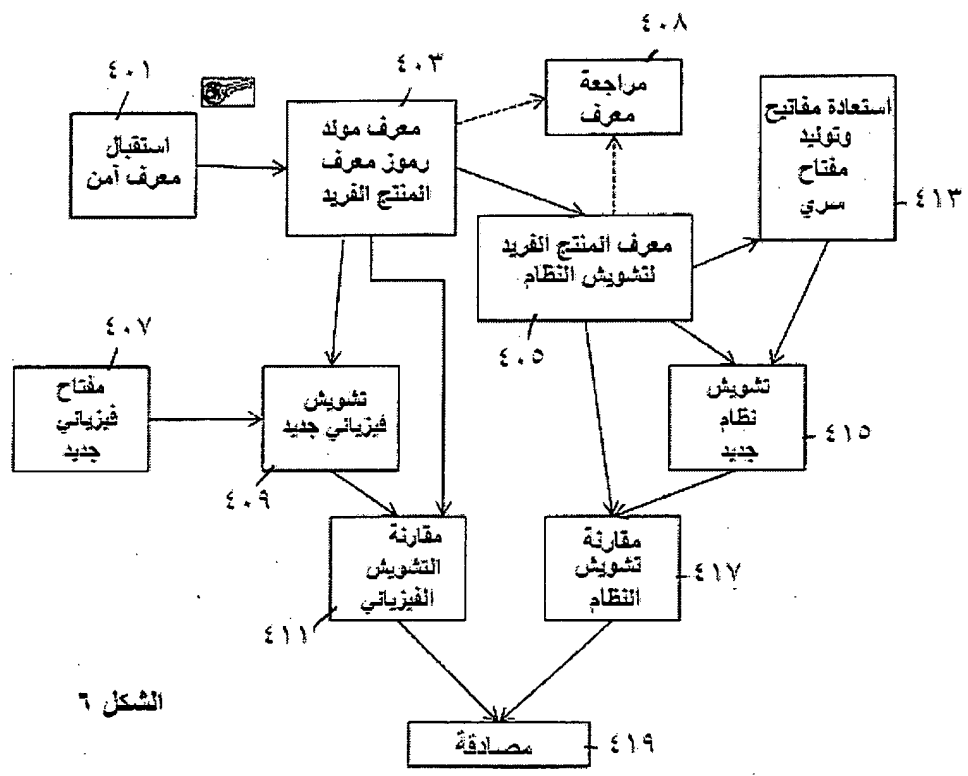 ٤٠١
استقبال
معرف آمن
٤٠٣
معرف مولد
رموز معرف
المنتج الفريد
٤٠٨
مراجعة
معرف
استعادة مفاتيح
وتوليد
مفتاح
سري
٤١٣
معرف المنتج الفريد
لتشويش النظام
٤٠٥
٤٠٧
مفتاح
فيزيائي
جديد
تشويش
فيزيائي جديد
٤٠٩
تشويش
نظام
جديد
٤١٥
مقارنة
التشويش
الفيزيائي
٤١١
مقارنة
تشويش
النظام
٤١٧
مصادقة
٤١٩
الشكل ٦